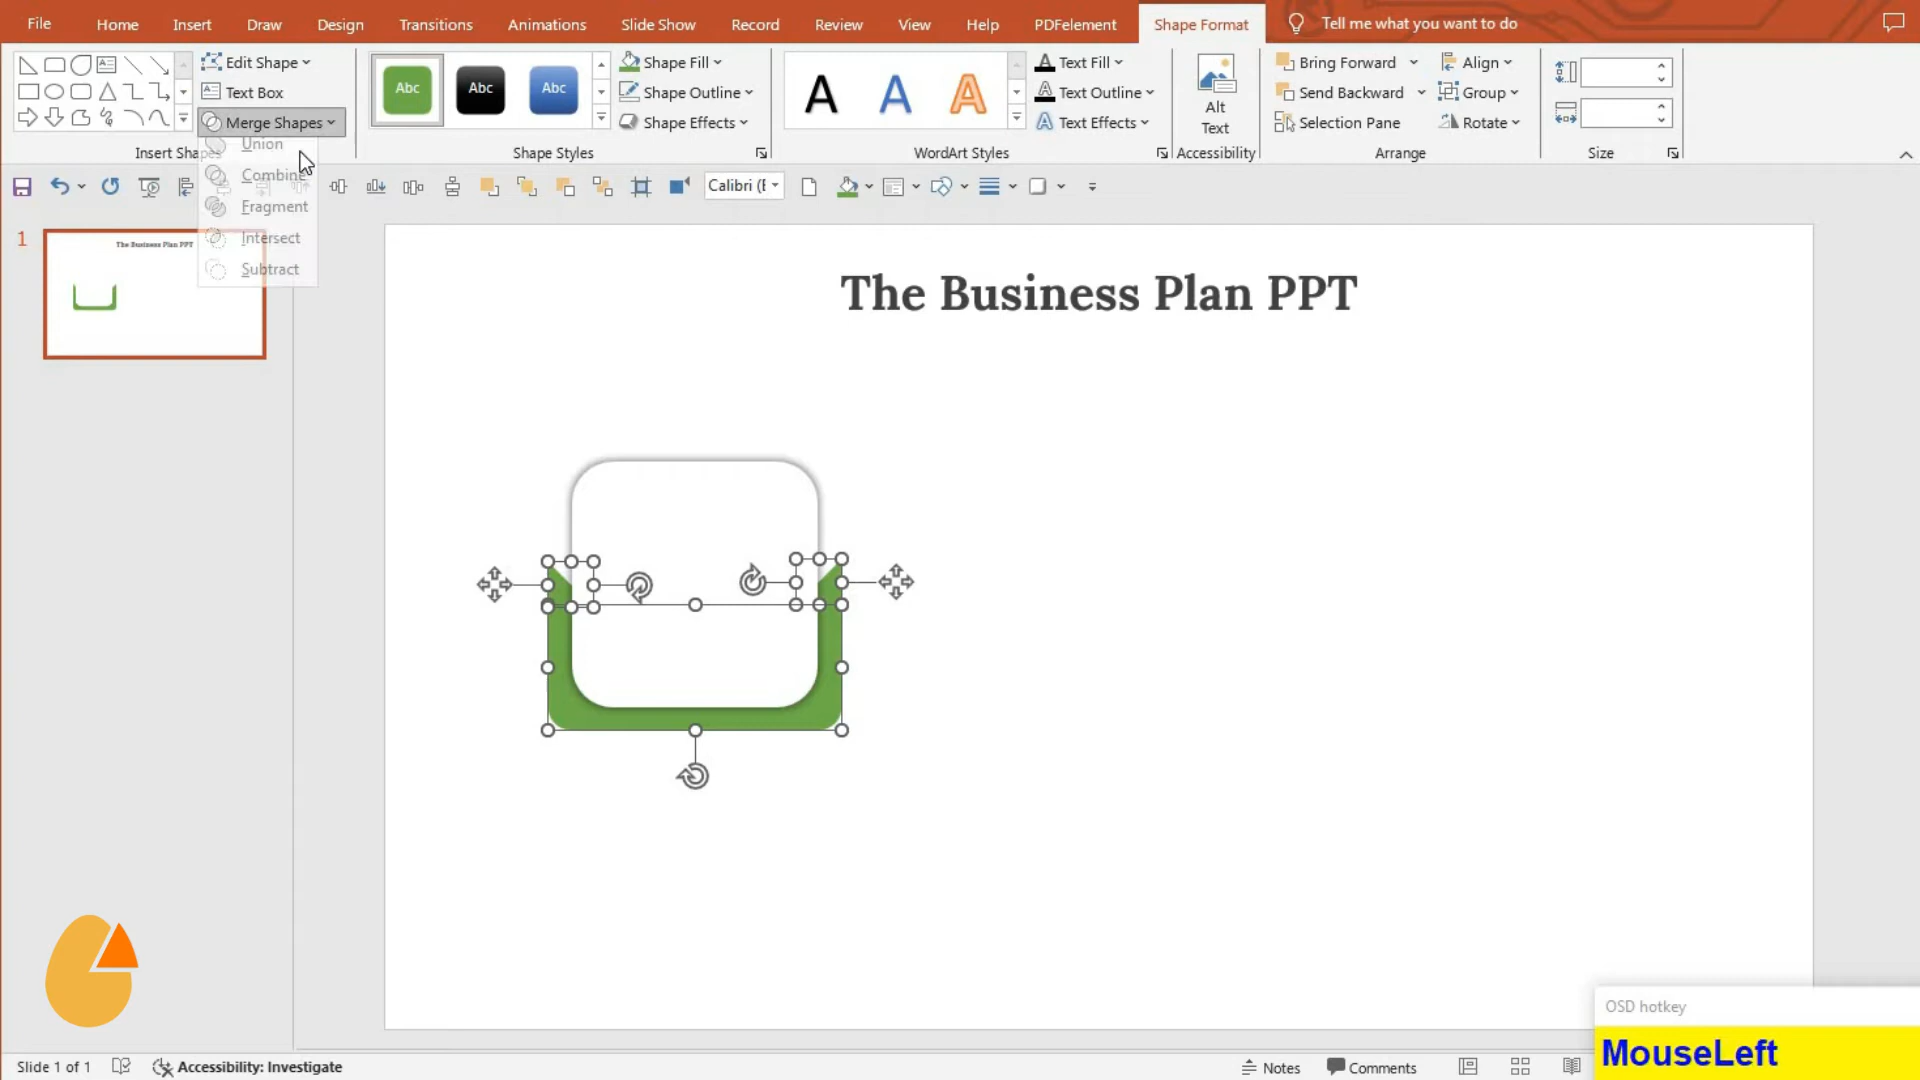 File Home Insert Draw Design Transitions Animations Slide Show Record Review View Help PDFelement Shape Format Tell me what you want to do
Edit Shape
Text Box
Merge Shapes
Insert Shapes
Union
Combine
Fragment
Intersect
Subtract
Abc Abc Abc
Shape Fill
Shape Outline
Shape Effects
Shape Styles
A A A
Text Fill
Text Outline
Text Effects
WordArt Styles
Alt
Text
Accessibility
Bring Forward
Send Backward
Selection Pane
Align
Group
Rotate
Arrange
Size
Calibri (E
1
The Business Plan PPT
The Business Plan PPT
OSD hotkey
MouseLeft
Slide 1 of 1 Accessibility: Investigate Notes Comments